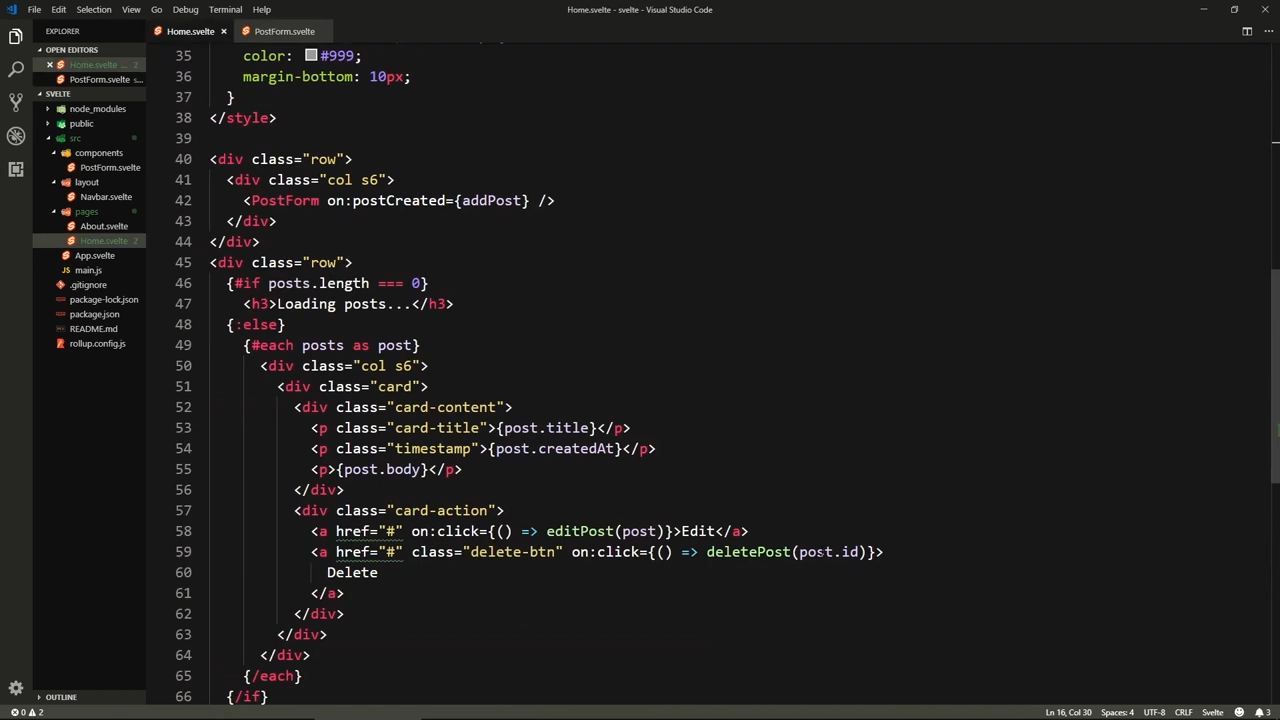 File Edit Selection View Go Debug Terminal Help
Home.svelte - svelte - Visual Studio Code
EXPLORER
OPEN EDITORS
Home.svelte ... 2
PostForm.svelte ...
SVELTE
node_modules
public
src
components
PostForm.svelte
layout
Navbar.svelte
pages
About.svelte
Home.svelte 2
App.svelte
main.js
.gitignore
package-lock.json
package.json
README.md
rollup.config.js
OUTLINE
Home.svelte × PostForm.svelte
35 color: #999;
36 margin-bottom: 10px;
37 }
38 </style>
39
40 <div class="row">
41 <div class="col s6">
42 <PostForm on:postCreated={addPost} />
43 </div>
44 </div>
45 <div class="row">
46 {#if posts.length === 0}
47 <h3>Loading posts...</h3>
48 {:else}
49 {#each posts as post}
50 <div class="col s6">
51 <div class="card">
52 <div class="card-content">
53 <p class="card-title">{post.title}</p>
54 <p class="timestamp">{post.createdAt}</p>
55 <p>{post.body}</p>
56 </div>
57 <div class="card-action">
58 <a href="#" on:click={() => editPost(post)}>Edit</a>
59 <a href="#" class="delete-btn" on:click={() => deletePost(post.id)}>
60 Delete
61 </a>
62 </div>
63 </div>
64 </div>
65 {/each}
66 {/if}
0 2
Ln 16, Col 30 Spaces: 4 UTF-8 CRLF Svelte 3